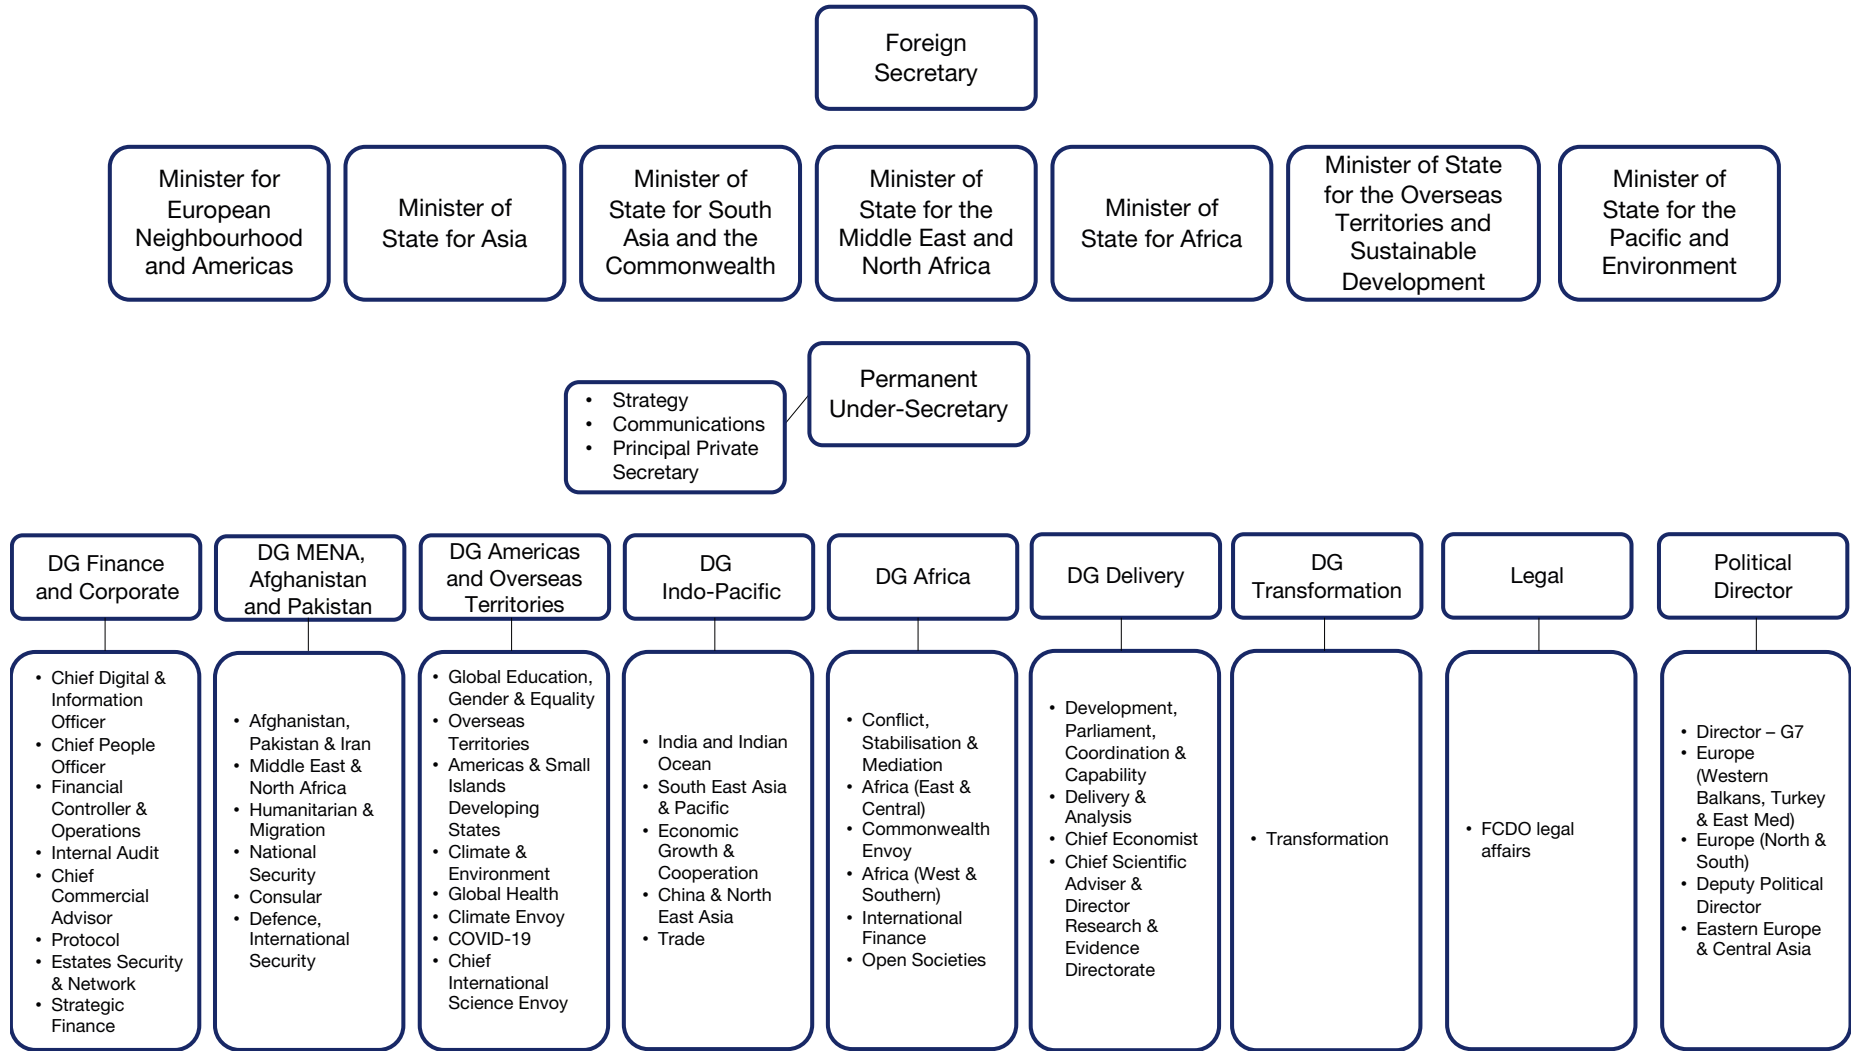 Foreign
Secretary
Minister for
European
Neighbourhood
and Americas
Minister of
State for Asia
Minister of
State for South
Asia and the
Commonwealth
Minister of
State for the
Middle East and
North Africa
Minister of
State for Africa
Minister of State
for the Overseas
Territories and
Sustainable
Development
Minister of
State for the
Pacific and
Environment
Permanent
Under-Secretary
• Strategy
• Communications
• Principal Private
Secretary
DG Finance
and Corporate
DG MENA,
Afghanistan
and Pakistan
DG Americas
and Overseas
Territories
DG
Indo-Pacific
DG Africa
DG Delivery
DG
Transformation
Legal
Political
Director
• Chief Digital &
Information
Officer
• Chief People
Officer
• Financial
Controller &
Operations
• Internal Audit
• Chief
Commercial
Advisor
• Protocol
• Estates Security
& Network
• Strategic
Finance
• Afghanistan,
Pakistan & Iran
• Middle East &
North Africa
• Humanitarian &
Migration
• National
Security
• Consular
• Defence,
International
Security
• Global Education,
Gender & Equality
• Overseas
Territories
• Americas & Small
Islands
Developing
States
• Climate &
Environment
• Global Health
• Climate Envoy
• COVID-19
• Chief
International
Science Envoy
• India and Indian
Ocean
• South East Asia
& Pacific
• Economic
Growth &
Cooperation
• China & North
East Asia
• Trade
• Conflict,
Stabilisation &
Mediation
• Africa (East &
Central)
• Commonwealth
Envoy
• Africa (West &
Southern)
• International
Finance
• Open Societies
• Development,
Parliament,
Coordination &
Capability
• Delivery &
Analysis
• Chief Economist
• Chief Scientific
Adviser &
Director
Research &
Evidence
Directorate
• Transformation
• FCDO legal
affairs
• Director – G7
• Europe
(Western
Balkans, Turkey
& East Med)
• Europe (North &
South)
• Deputy Political
Director
• Eastern Europe
& Central Asia